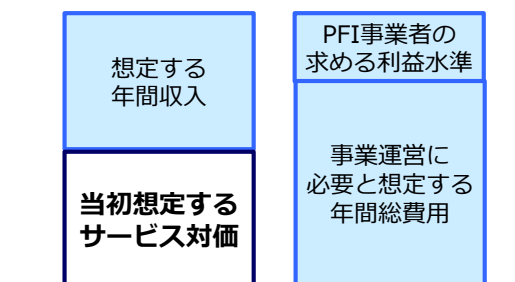 想定する
年間収入
当初想定する
サービス対価
PFI事業者の
求める利益水準
事業運営に
必要と想定する
年間総費用